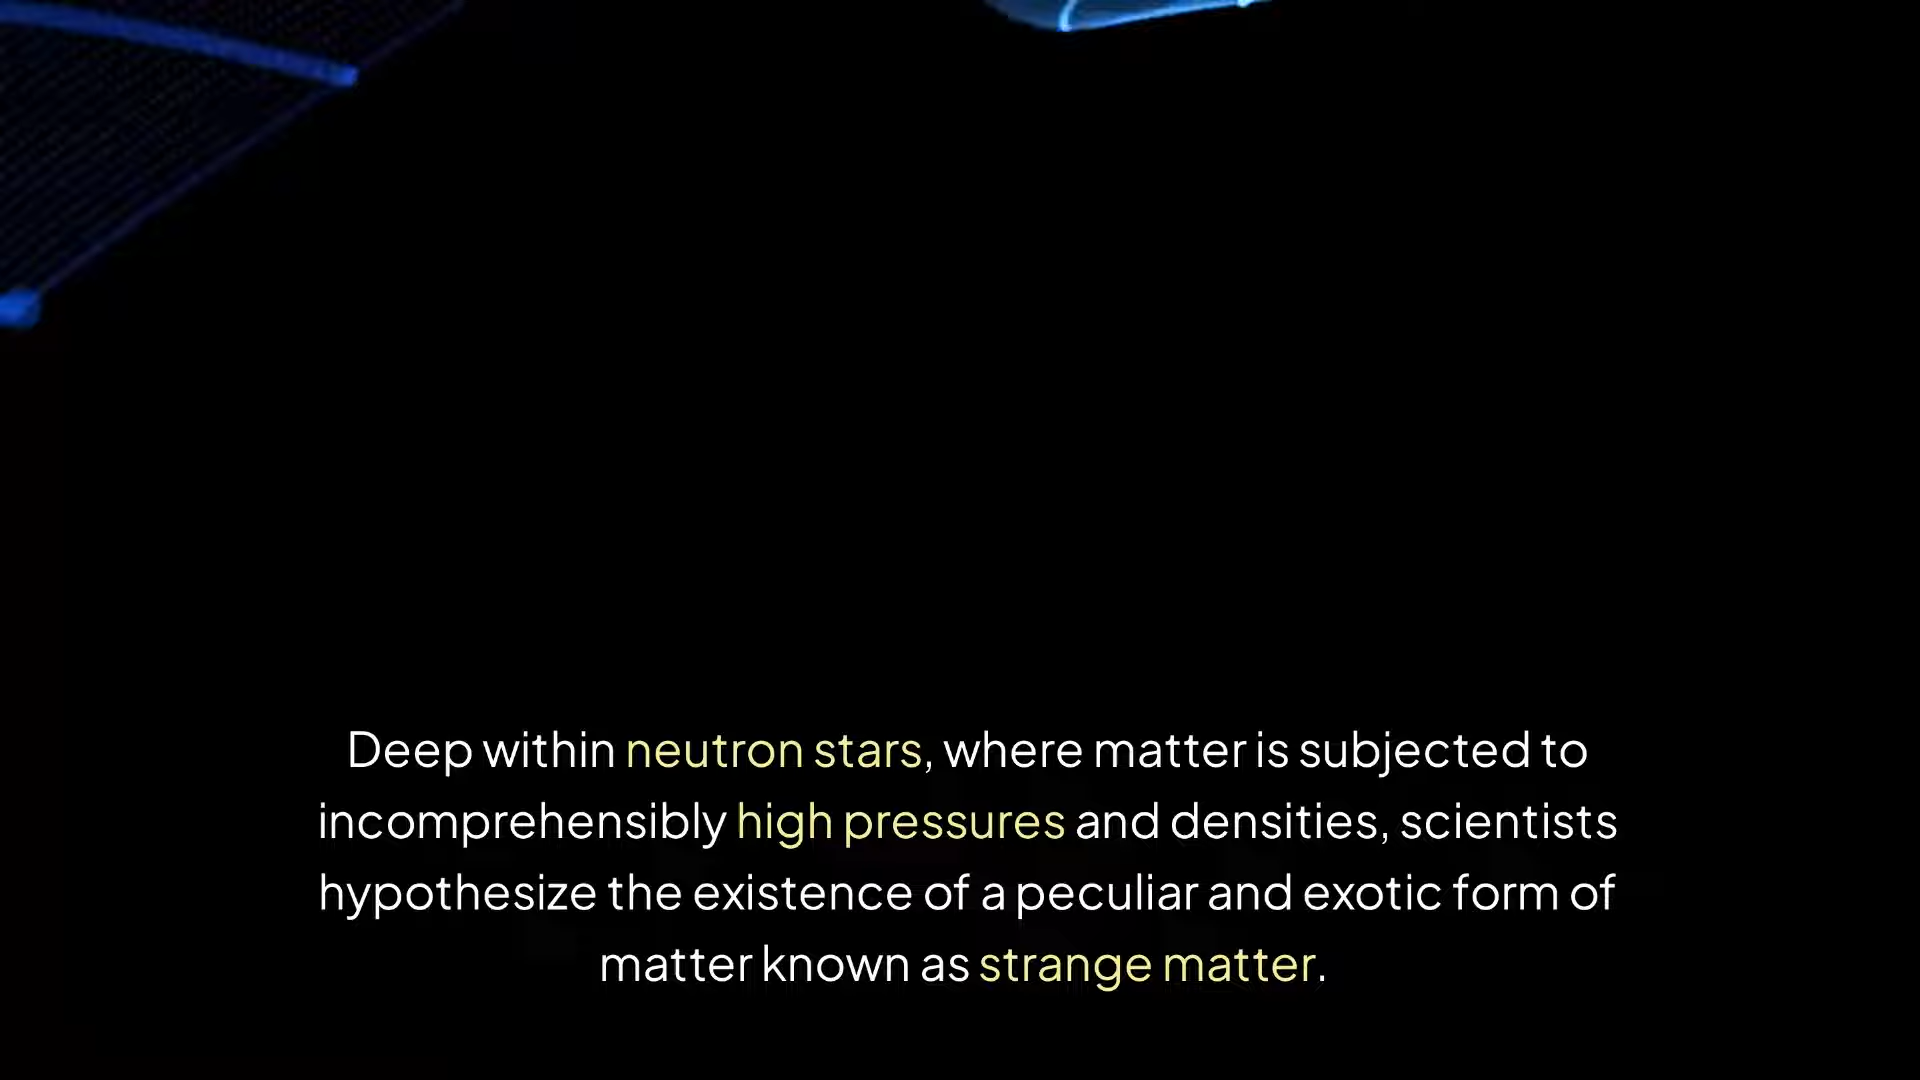 Deep within neutron stars, where matter is subjected to
incomprehensibly high pressures and densities, scientists
hypothesize the existence of a peculiar and exotic form of
matter known as strange matter.